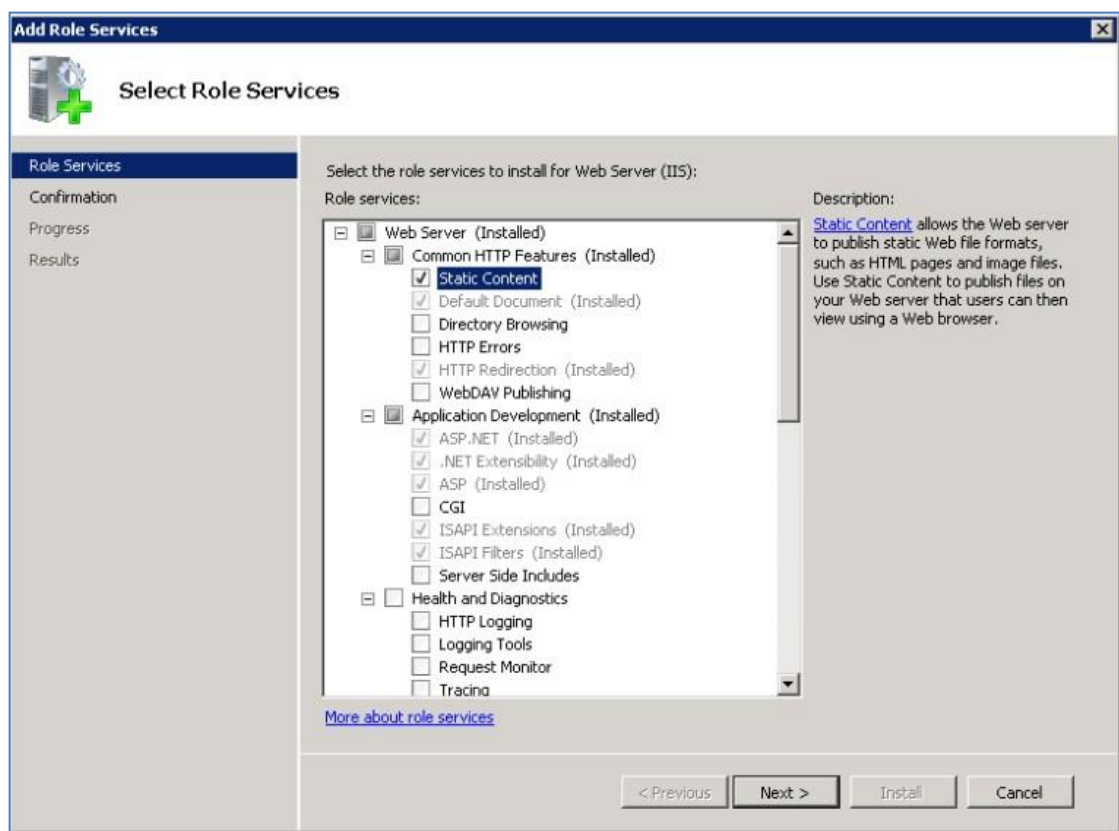 Add Role Services
Select Role Services
Role Services
Confirmation
Progress
Results
Select the role services to install for Web Server (IIS):
Role services:
Web Server (Installed)
Common HTTP Features (Installed)
Static Content
Default Document (Installed)
Directory Browsing
HTTP Errors
HTTP Redirection (Installed)
WebDAV Publishing
Application Development (Installed)
ASP.NET (Installed)
.NET Extensibility (Installed)
ASP (Installed)
CGI
ISAPI Extensions (Installed)
ISAPI Filters (Installed)
Server Side Includes
Health and Diagnostics
HTTP Logging
Logging Tools
Request Monitor
Tracing
More about role services
Description:
Static Content allows the Web server
to publish static Web file formats,
such as HTML pages and image files.
Use Static Content to publish files on
your Web server that users can then
view using a Web browser.
< Previous
Next >
Install
Cancel